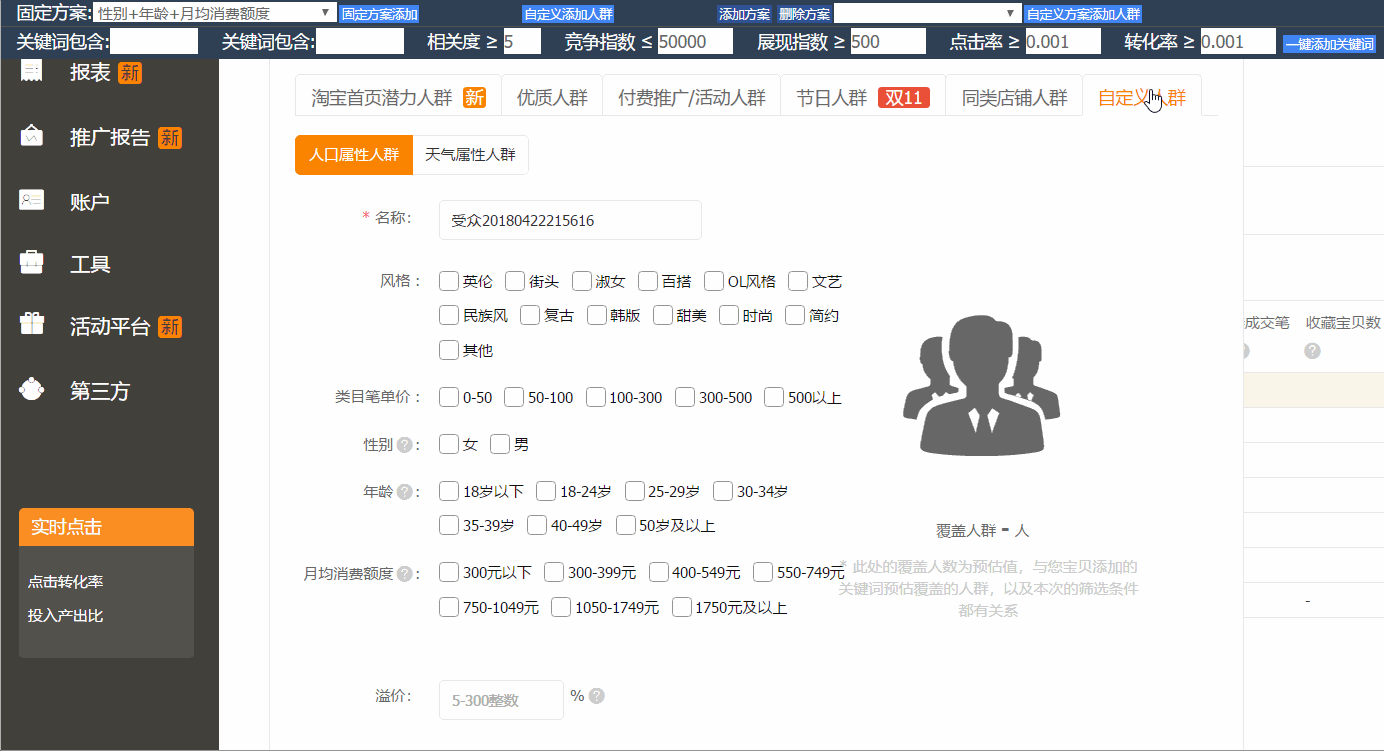 固定方案: 性别+年龄+月均消费额度 固定方案添加 自定义添加人群 添加方案 删除方案 自定义方案添加人群
关键词包含: 关键词包含: 相关度 ≥ 5 竞争指数 ≤ 50000 展现指数 ≥ 500 点击率 ≥ 0.001 转化率 ≥ 0.001 一键添加关键词
报表 新
推广报告 新
账户
工具
活动平台 新
第三方
实时点击
点击转化率
投入产出比
淘宝首页潜力人群 新 优质人群 付费推广/活动人群 节日人群 双11 同类店铺人群 自定义人群
人口属性人群 天气属性人群
* 名称: 受众20180422215616
风格: 英伦 街头 淑女 百搭 OL风格 文艺
民族风 复古 韩版 甜美 时尚 简约
其他
类目笔单价: 0-50 50-100 100-300 300-500 500以上
性别 ? : 女 男
年龄 ? : 18岁以下 18-24岁 25-29岁 30-34岁
35-39岁 40-49岁 50岁及以上
月均消费额度 ? : 300元以下 300-399元 400-549元 550-749元
750-1049元 1050-1749元 1750元及以上
溢价: 5-300整数 % ?
覆盖人群 - 人
* 此处的覆盖人数为预估值，与您宝贝添加的
关键词预估覆盖的人群，以及本次的筛选条件
都有关系
成交笔 收藏宝贝数
?
-